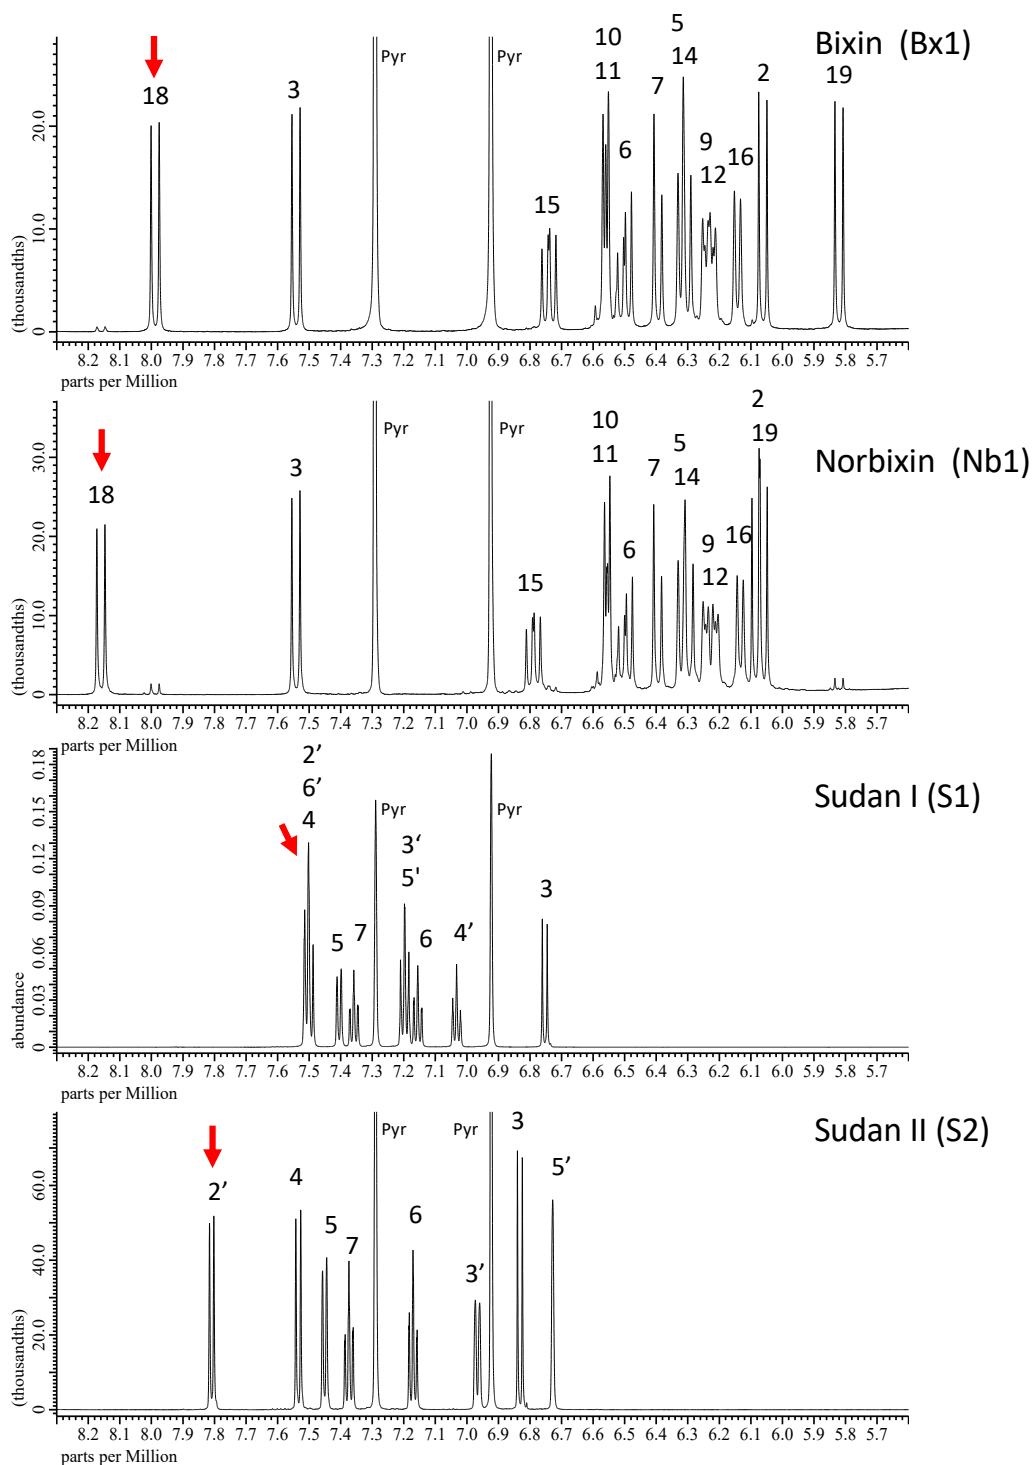 Bixin (Bx1)
18
3
Pyr
Pyr
15
10
11
6
7
5
14
9
12
16
2
19
20.0
10.0
0
(thousandths)
8.2 8.1 8.0 7.9 7.8 7.7 7.6 7.5 7.4 7.3 7.2 7.1 7.0 6.9 6.8 6.7 6.6 6.5 6.4 6.3 6.2 6.1 6.0 5.9 5.8 5.7
parts per Million
Norbixin (Nb1)
18
3
Pyr
Pyr
15
10
11
6
7
5
14
9
12
16
2
19
30.0
20.0
10.0
0
(thousandths)
8.2 8.1 8.0 7.9 7.8 7.7 7.6 7.5 7.4 7.3 7.2 7.1 7.0 6.9 6.8 6.7 6.6 6.5 6.4 6.3 6.2 6.1 6.0 5.9 5.8 5.7
parts per Million
Sudan I (S1)
2’
6’
4
5
7
Pyr
3‘
5'
6
4’
Pyr
3
0.18
0.15
0.12
0.09
0.06
0.03
0
abundance
8.2 8.1 8.0 7.9 7.8 7.7 7.6 7.5 7.4 7.3 7.2 7.1 7.0 6.9 6.8 6.7 6.6 6.5 6.4 6.3 6.2 6.1 6.0 5.9 5.8 5.7
parts per Million
Sudan II (S2)
2’
4
5
7
Pyr
6
Pyr
3’
3
5’
60.0
40.0
20.0
0
(thousandths)
8.2 8.1 8.0 7.9 7.8 7.7 7.6 7.5 7.4 7.3 7.2 7.1 7.0 6.9 6.8 6.7 6.6 6.5 6.4 6.3 6.2 6.1 6.0 5.9 5.8 5.7
parts per Million